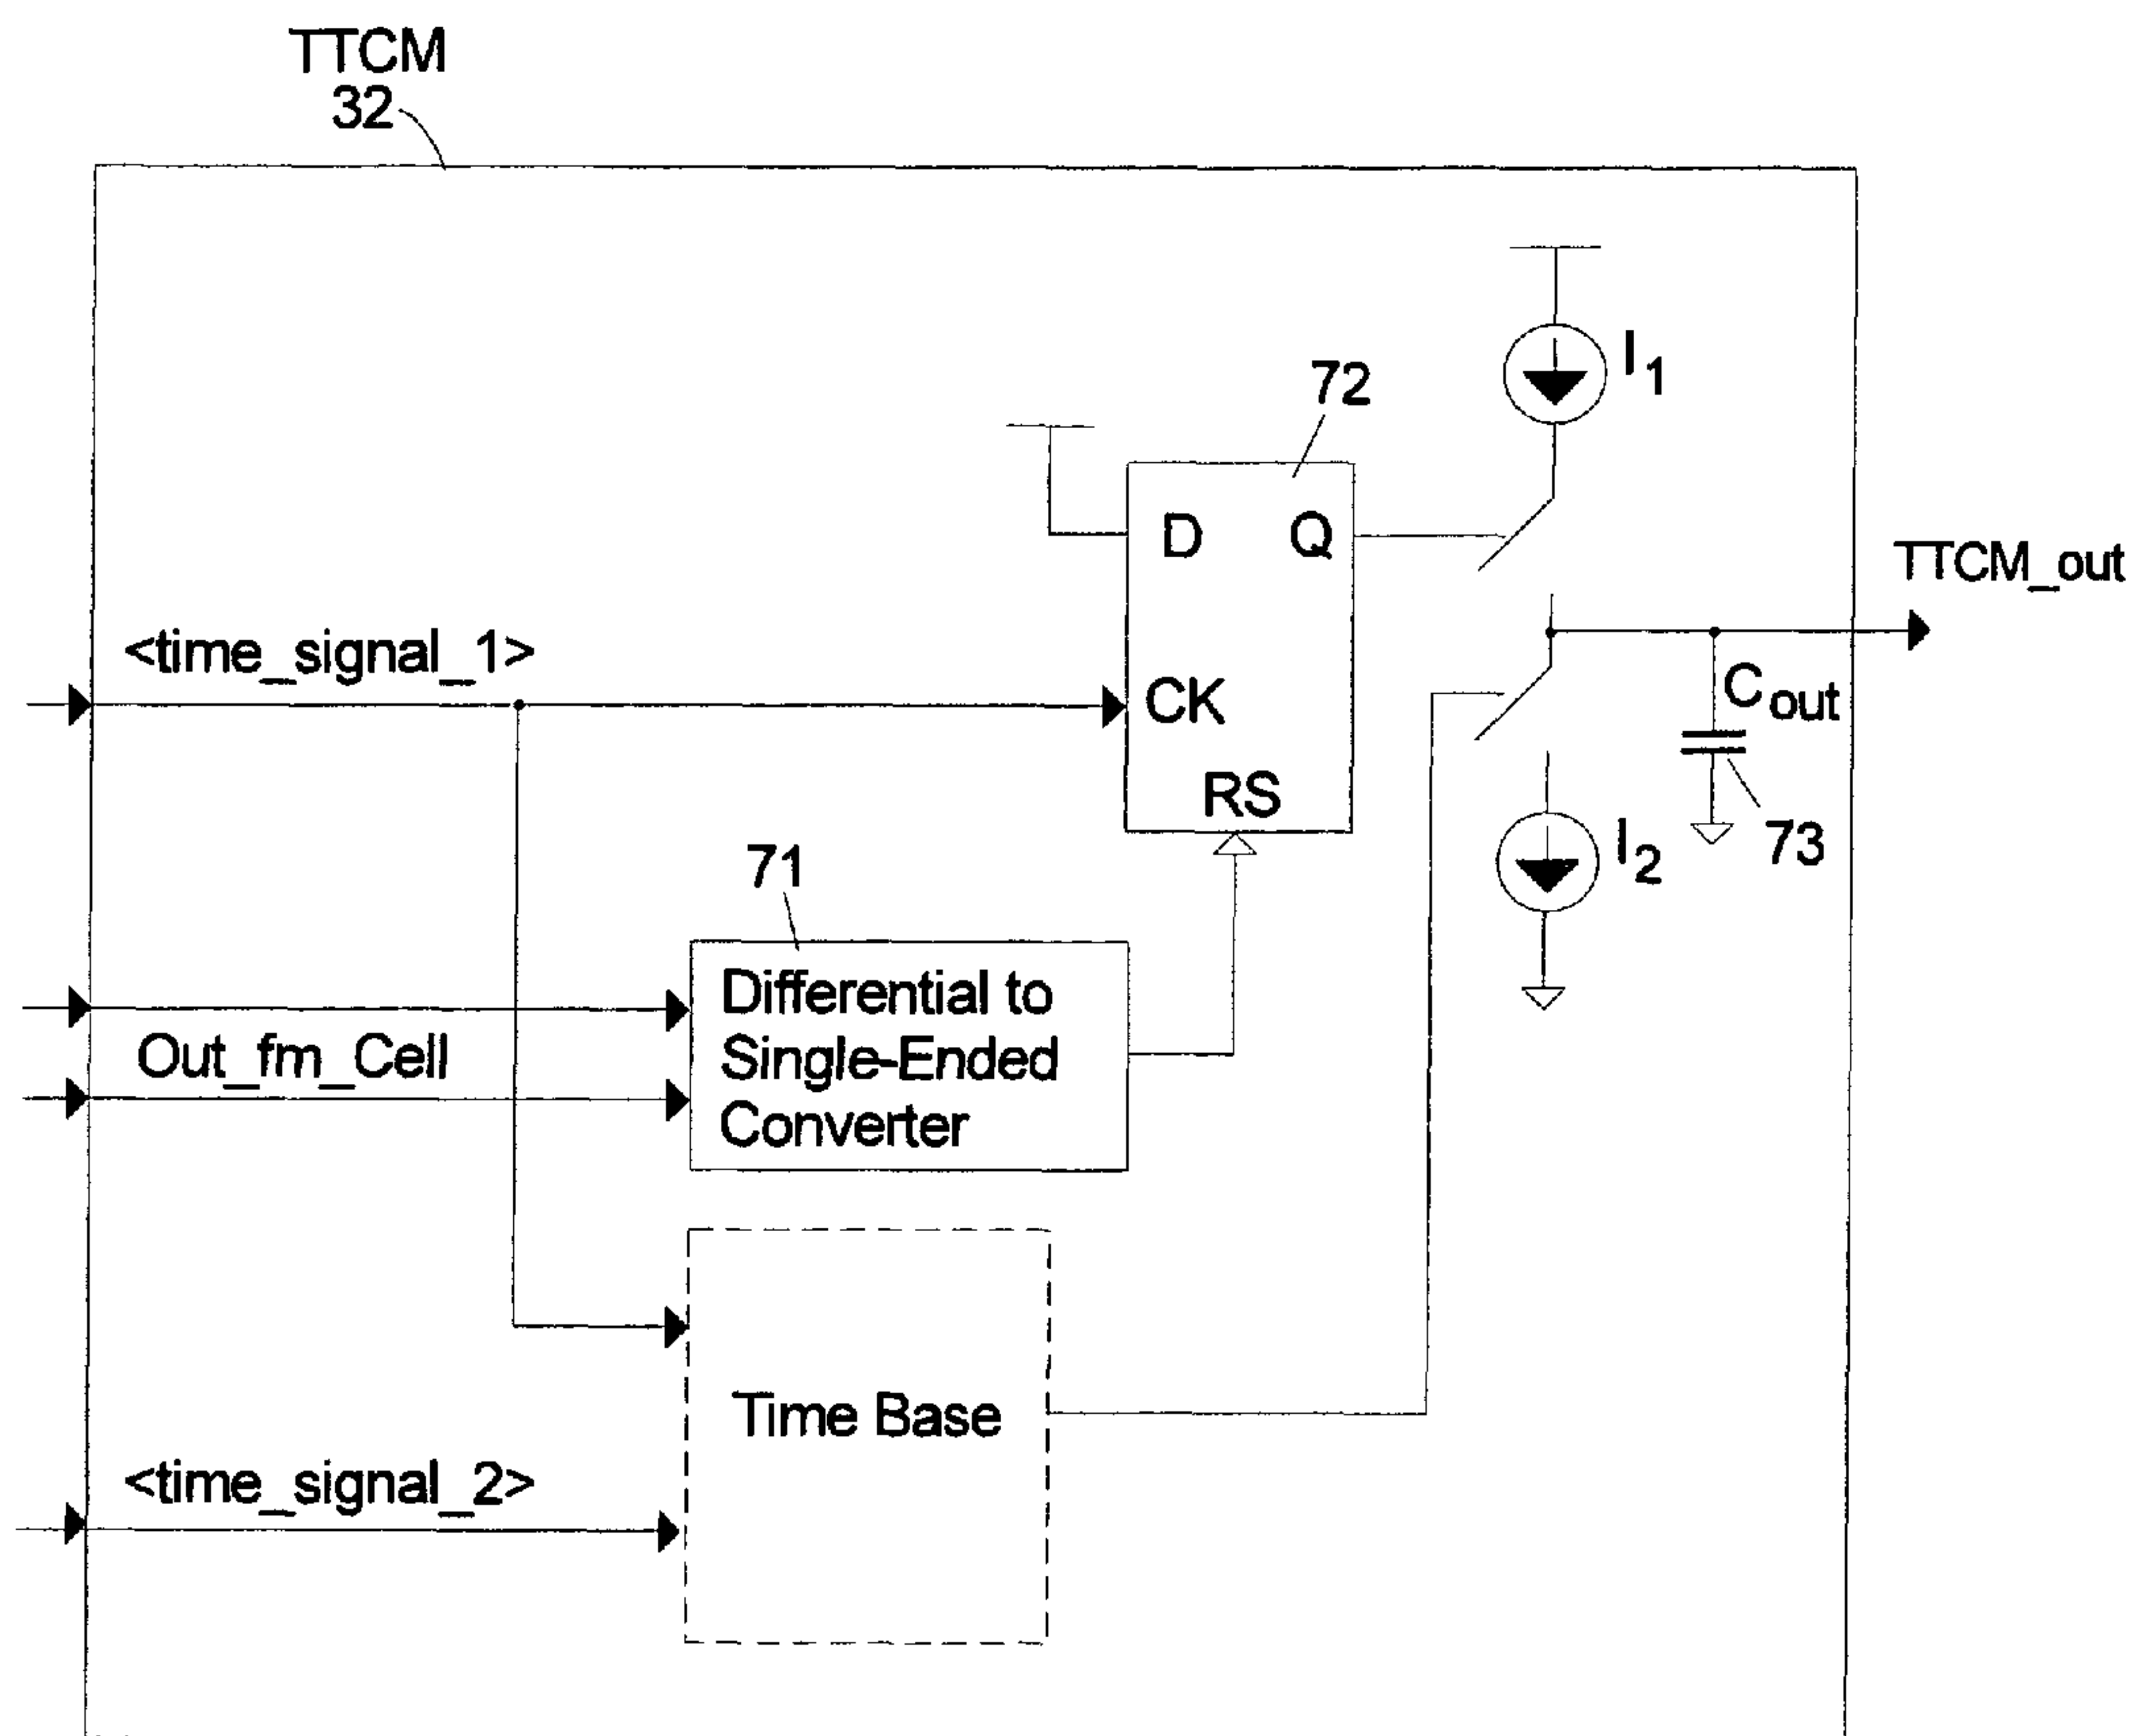 TTCM
32
I1
72
D Q
TTCM_out
<time_signal_1>
CK
Cout
RS
71
I2
73
Differential to
Single-Ended
Converter
Out_fm_Cell
Time Base
<time_signal_2>